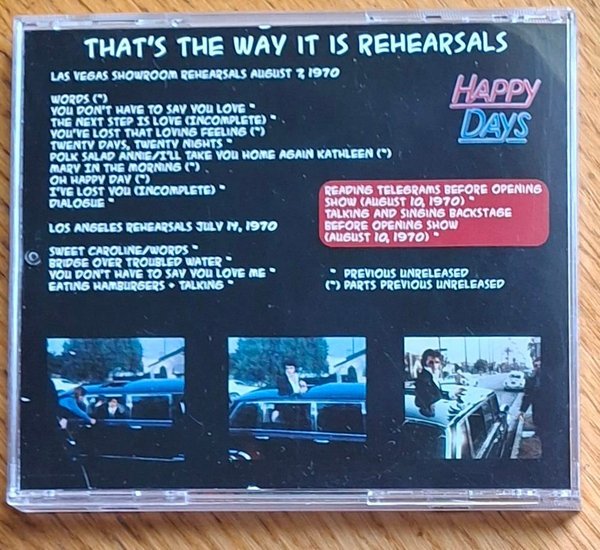 THAT'S THE WAY IT IS REHEARSALS
LAS VEGAS SHOWROOM REHEARSALS AUGUST 7, 1970
HAPPY
DAYS
WORDS (*)
YOU DON'T HAVE TO SAY YOU LOVE *
THE NEXT STEP IS LOVE (INCOMPLETE) *
YOU'VE LOST THAT LOVING FEELING (*)
TWENTY DAYS, TWENTY NIGHTS *
POLK SALAD ANNIE/I'LL TAKE YOU HOME AGAIN KATHLEEN (*)
MARY IN THE MORNING (*)
OH HAPPY DAY (*)
I'VE LOST YOU (INCOMPLETE) *
DIALOGUE *
LOS ANGELES REHEARSALS JULY 14, 1970
SWEET CAROLINE/WORDS *
BRIDGE OVER TROUBLED WATER *
YOU DON'T HAVE TO SAY YOU LOVE ME *
EATING HAMBURGERS + TALKING *
READING TELEGRAMS BEFORE OPENING
SHOW (AUGUST 10, 1970) *
TALKING AND SINGING BACKSTAGE
BEFORE OPENING SHOW
(AUGUST 10, 1970) *
* PREVIOUS UNRELEASED
(*) PARTS PREVIOUS UNRELEASED